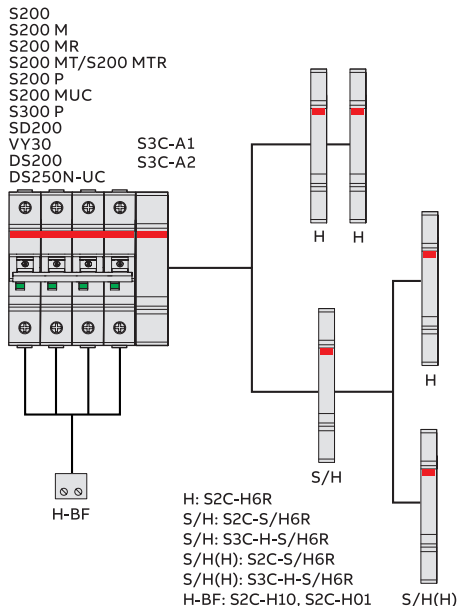 S200
S200 M
S200 MR
S200 MT/S200 MTR
S200 P
S200 MUC
S300 P
SD200
VY30
DS200
DS250N-UC
S3C-A1
S3C-A2
H H
H
S/H
H-BF
H: S2C-H6R
S/H: S2C-S/H6R
S/H: S3C-H-S/H6R
S/H(H): S2C-S/H6R
S/H(H): S3C-H-S/H6R
H-BF: S2C-H10, S2C-H01
S/H(H)